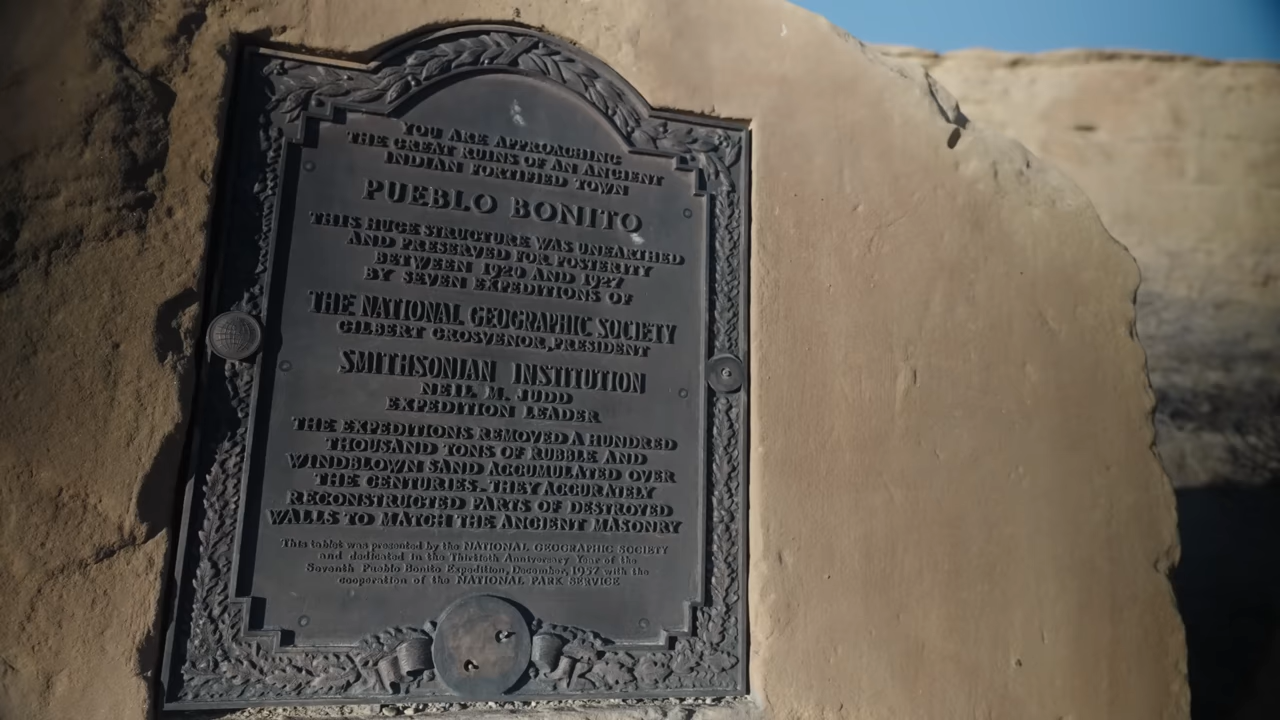 YOU ARE APPROACHING
THE GREAT RUINS OF AN ANCIENT
INDIAN FORTIFIED TOWN
PUEBLO BONITO
THIS HUGE STRUCTURE WAS UNEARTHED
AND PRESERVED FOR POSTERITY
BETWEEN 1920 AND 1927
BY SEVEN EXPEDITIONS OF
THE NATIONAL GEOGRAPHIC SOCIETY
GILBERT GROSVENOR, PRESIDENT
SMITHSONIAN INSTITUTION
NEIL M. JUDD
EXPEDITION LEADER
THE EXPEDITIONS REMOVED A HUNDRED
THOUSAND TONS OF RUBBLE AND
WINDBLOWN SAND ACCUMULATED OVER
THE CENTURIES. THEY ACCURATELY
RECONSTRUCTED PARTS OF DESTROYED
WALLS TO MATCH THE ANCIENT MASONRY
This tablet was presented by the NATIONAL GEOGRAPHIC SOCIETY
and dedicated in the Thirtieth Anniversary Year of the
Seventh Pueblo Bonito Expedition, December, 1957 with the
cooperation of the NATIONAL PARK SERVICE